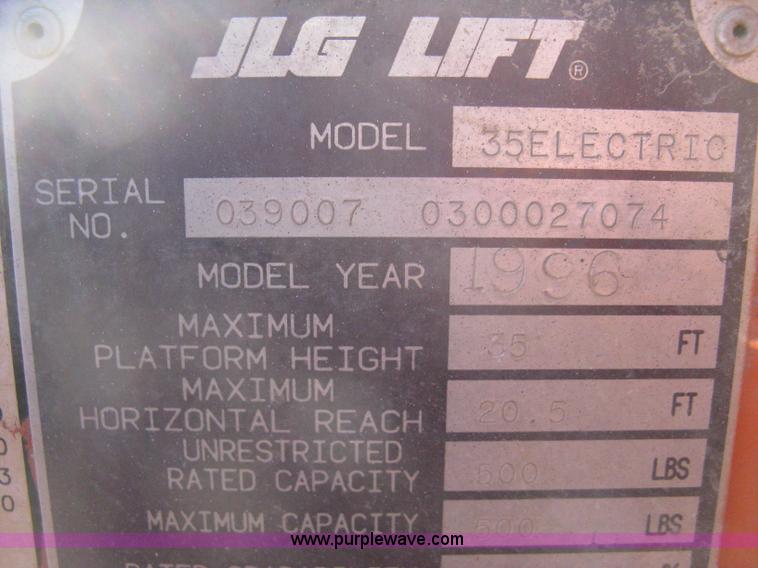 JLG LIFT®
MODEL 35ELECTRIC
SERIAL NO. 039007 0300027074
MODEL YEAR 1996
MAXIMUM
PLATFORM HEIGHT 35 FT
MAXIMUM
HORIZONTAL REACH 20.5 FT
UNRESTRICTED
RATED CAPACITY 500 LBS
MAXIMUM CAPACITY 500 LBS
www.purplewave.com